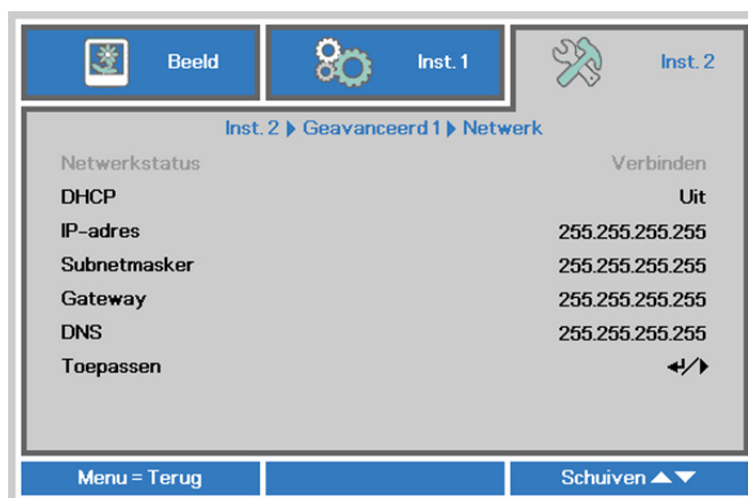 Beeld Inst. 1 Inst. 2
Inst. 2 ▶ Geavanceerd 1 ▶ Netwerk
Netwerkstatus Verbinden
DHCP Uit
IP-adres 255.255.255.255
Subnetmasker 255.255.255.255
Gateway 255.255.255.255
DNS 255.255.255.255
Toepassen ↵/▶
Menu = Terug Schuiven ▲▼